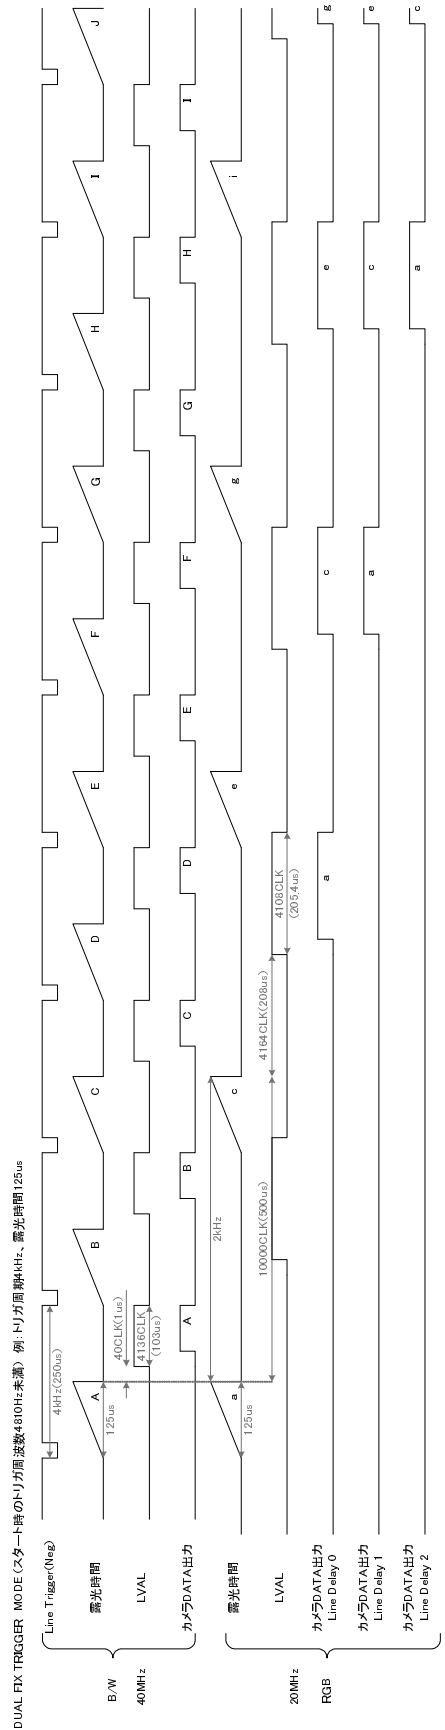 DUAL FIX TRIGGER MODE (スタート時のトリガ周波数4810Hz未満) 例:トリガ周期4kHz、露光時間125us
Line Trigger(Neg)
4kHz(250us)
B/W
40MHz
露光時間
125us
A
B
C
D
E
F
G
H
I
J
40CLK(1us)
LVAL
4136CLK
(103us)
カメラDATA出力
A
B
C
D
E
F
G
H
I
20MHz
RGB
露光時間
125us
2kHz
a
c
e
g
i
LVAL
10000CLK(500us)
4164CLK(208us)
4108CLK
(205.4us)
カメラDATA出力
Line Delay 0
a
c
e
g
カメラDATA出力
Line Delay 1
a
c
e
カメラDATA出力
Line Delay 2
a
c